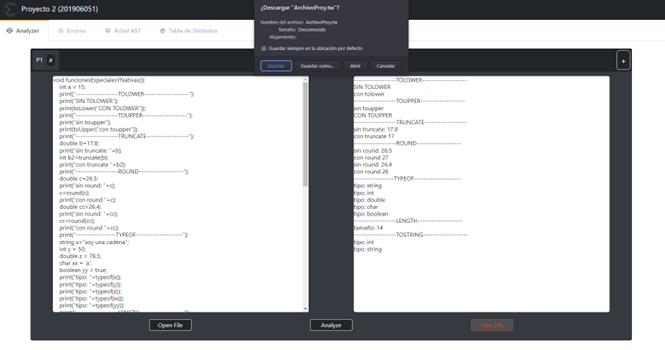 Proyecto 2 (201906051)
¿Descargar "ArchivoProy.tw"?
Nombre del archivo: ArchivoProy.tw
Tamaño: Desconocido
Alojamiento:
Guardar siempre en la ubicación por defecto
Guardar
Guardar como...
Abrir
Cancelar
Analyzer
Errores
Árbol AST
Tabla de Símbolos
P1 x
+
void funcionesEspecialesYNativas(){
int a = 15;
print("-------------------TOLOWER--------------------");
print("SIN TOLOWER");
print(toLower("CON TOLOWER"));
print("-------------------TOUPPER--------------------");
print("sin toupper");
print(toUpper("con toupper"));
print("-------------------TRUNCATE-------------------");
double b=17.8;
print("sin truncate: "+b);
int b2=truncate(b);
print("con truncate "+b2);
print("-------------------ROUND--------------------");
double c=26.5;
print("sin round: "+c);
c=round(c);
print("con round "+c);
double cc=26.4;
print("sin round: "+cc);
cc=round(cc);
print("con round "+cc);
print("-------------------TYPEOF--------------------");
string x="soy una cadena";
int y = 50;
double z = 78.5;
char xx = 'a';
boolean yy = true;
print("tipo: "+typeof(x));
print("tipo: "+typeof(y));
print("tipo: "+typeof(z));
print("tipo: "+typeof(xx));
print("tipo: "+typeof(yy));
print("-------------------LENGTH--------------------
-------------------TOLOWER--------------------
SIN TOLOWER
con tolower
-------------------TOUPPER--------------------
sin toupper
CON TOUPPER
-------------------TRUNCATE-------------------
sin truncate: 17.8
con truncate 17
-------------------ROUND--------------------
sin round: 26.5
con round 27
sin round: 26.4
con round 26
-------------------TYPEOF--------------------
tipo: string
tipo: int
tipo: double
tipo: char
tipo: boolean
-------------------LENGTH--------------------
tamaño: 14
-------------------TOSTRING--------------------
tipo: int
tipo: string
Open File
Analyze
Save File